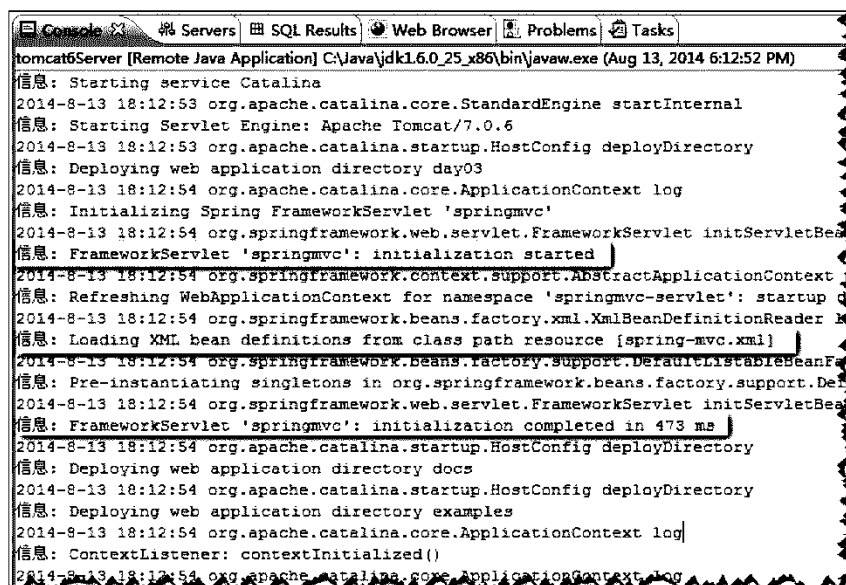 Console Servers SQL Results Web Browser Problems Tasks
tomcat6Server [Remote Java Application] C:\Java\jdk1.6.0_25_x86\bin\javaw.exe (Aug 13, 2014 6:12:52 PM)
信息: Starting service Catalina
2014-8-13 18:12:53 org.apache.catalina.core.StandardEngine startInternal
信息: Starting Servlet Engine: Apache Tomcat/7.0.6
2014-8-13 18:12:53 org.apache.catalina.startup.HostConfig deployDirectory
信息: Deploying web application directory day03
2014-8-13 18:12:54 org.apache.catalina.core.ApplicationContext log
信息: Initializing Spring FrameworkServlet 'springmvc'
2014-8-13 18:12:54 org.springframework.web.servlet.FrameworkServlet initServletBea
信息: FrameworkServlet 'springmvc': initialization started
2014-8-13 18:12:54 org.springframework.context.support.AbstractApplicationContext
信息: Refreshing WebApplicationContext for namespace 'springmvc-servlet': startup
2014-8-13 18:12:54 org.springframework.beans.factory.xml.XmlBeanDefinitionReader
信息: Loading XML bean definitions from class path resource [spring-mvc.xml]
2014-8-13 18:12:54 org.springframework.beans.factory.support.DefaultListableBeanFa
信息: Pre-instantiating singletons in org.springframework.beans.factory.support.Def
2014-8-13 18:12:54 org.springframework.web.servlet.FrameworkServlet initServletBea
信息: FrameworkServlet 'springmvc': initialization completed in 473 ms
2014-8-13 18:12:54 org.apache.catalina.startup.HostConfig deployDirectory
信息: Deploying web application directory docs
2014-8-13 18:12:54 org.apache.catalina.startup.HostConfig deployDirectory
信息: Deploying web application directory examples
2014-8-13 18:12:54 org.apache.catalina.core.ApplicationContext log
信息: ContextListener: contextInitialized()
2014-8-13 18:12:54 org.apache.catalina.core.ApplicationContext log